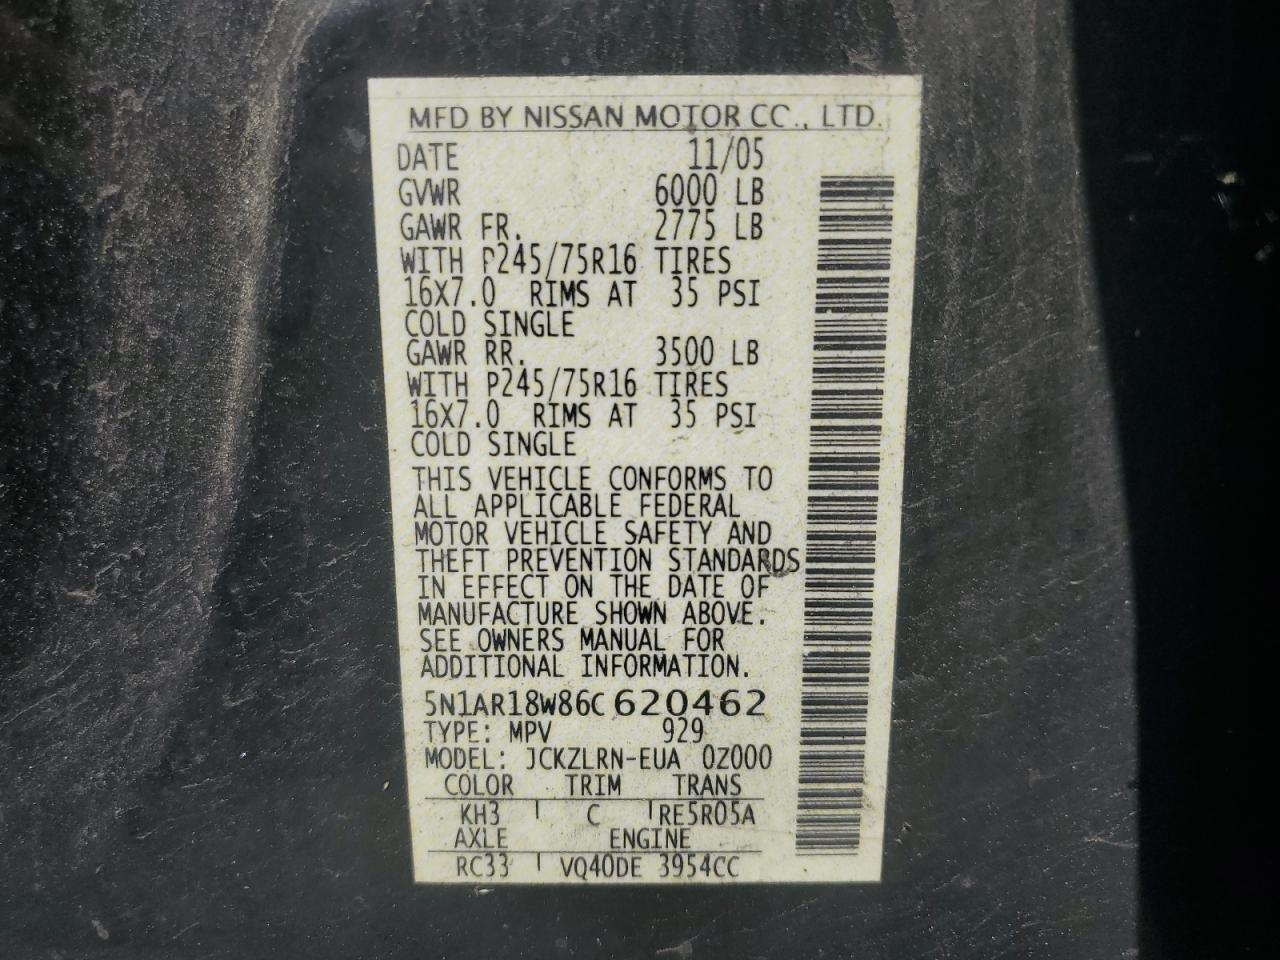 MFD BY NISSAN MOTOR CO., LTD.
DATE 11/05
GVWR 6000 LB
GAWR FR. 2775 LB
WITH P245/75R16 TIRES
16X7.0 RIMS AT 35 PSI
COLD SINGLE
GAWR RR. 3500 LB
WITH P245/75R16 TIRES
16X7.0 RIMS AT 35 PSI
COLD SINGLE
THIS VEHICLE CONFORMS TO
ALL APPLICABLE FEDERAL
MOTOR VEHICLE SAFETY AND
THEFT PREVENTION STANDARDS
IN EFFECT ON THE DATE OF
MANUFACTURE SHOWN ABOVE.
SEE OWNERS MANUAL FOR
ADDITIONAL INFORMATION.
5N1AR18W86C620462
TYPE: MPV 929
MODEL: JCKZLRN-EUA 0Z000
COLOR TRIM TRANS
KH3 C RE5R05A
AXLE ENGINE
RC33 VQ40DE 3954CC